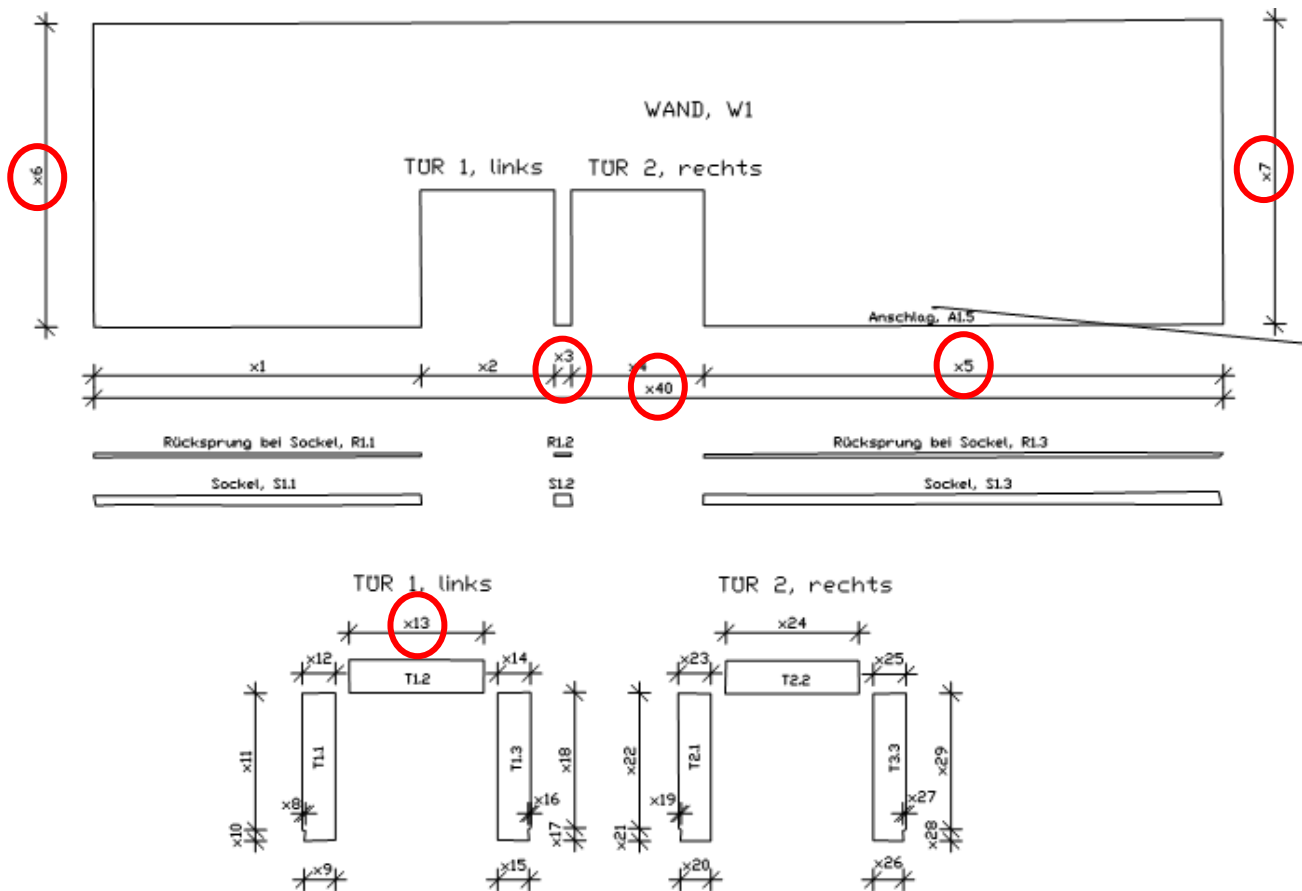 WAND, W1
TÜR 1, links TÜR 2, rechts
x6
x7
Anschlag, A1.5
x1 x2 x3 x4 x5
x40
Rücksprung bei Sockel, R1.1 R1.2 Rücksprung bei Sockel, R1.3
Sockel, S1.1 S1.2 Sockel, S1.3
TÜR 1, links TÜR 2, rechts
x13 x24
x12 x14 x23 x25
T1.2 T2.2
x11 T1.1 T1.3 x18 x22 T2.1 T3.3 x29
x8 x16 x19 x27
x10 x17 x21 x28
x9 x15 x20 x26